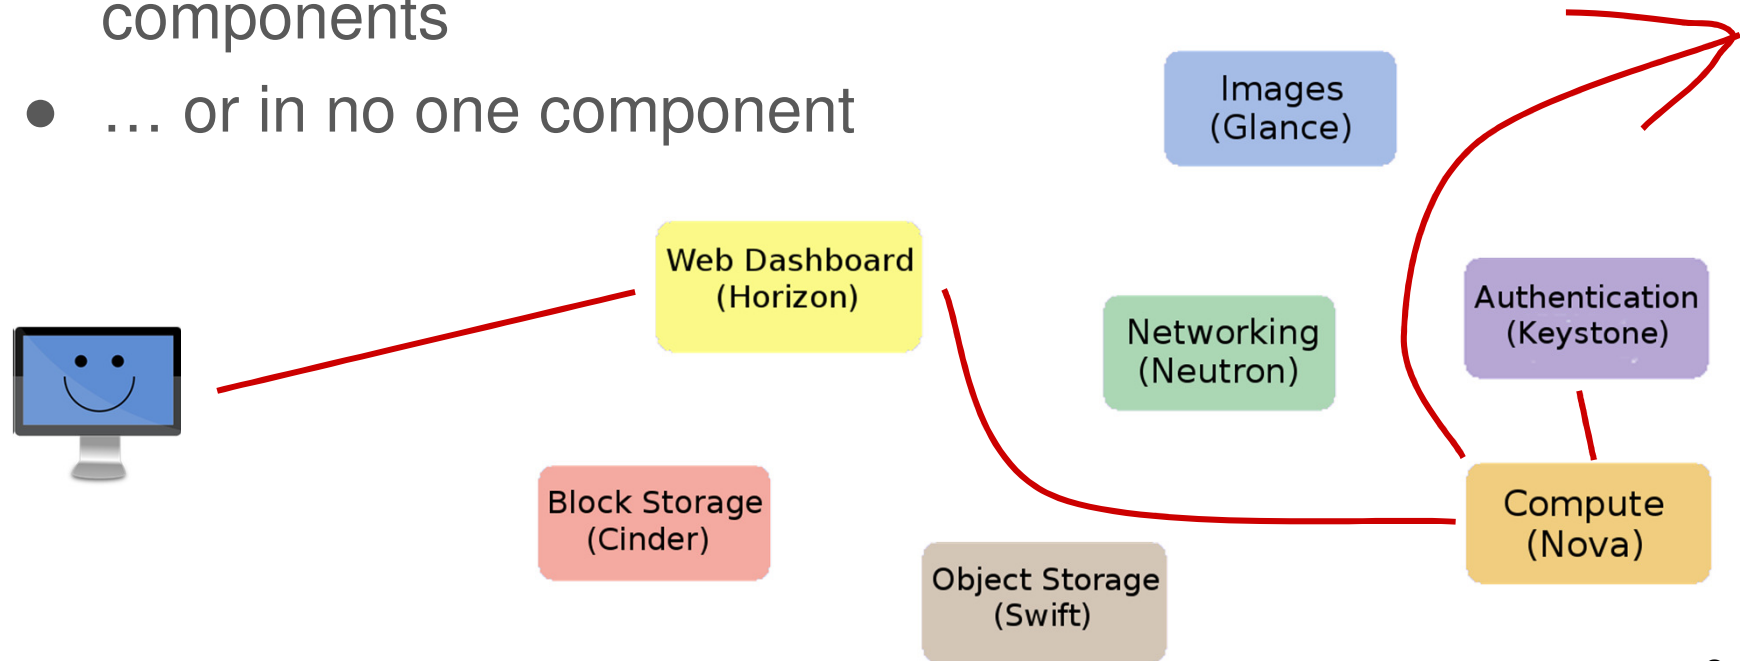 components
● … or in no one component
Images
(Glance)
Web Dashboard
(Horizon)
Networking
(Neutron)
Authentication
(Keystone)
Block Storage
(Cinder)
Compute
(Nova)
Object Storage
(Swift)